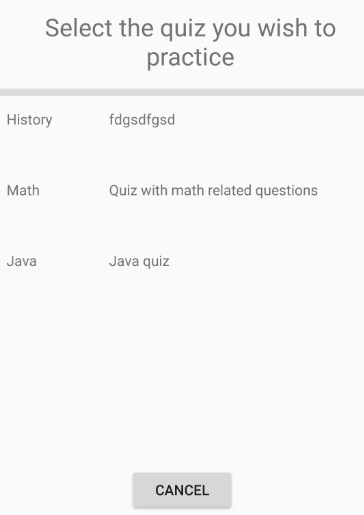 Select the quiz you wish to
practice
History fdgsdfgsd
Math Quiz with math related questions
Java Java quiz
CANCEL